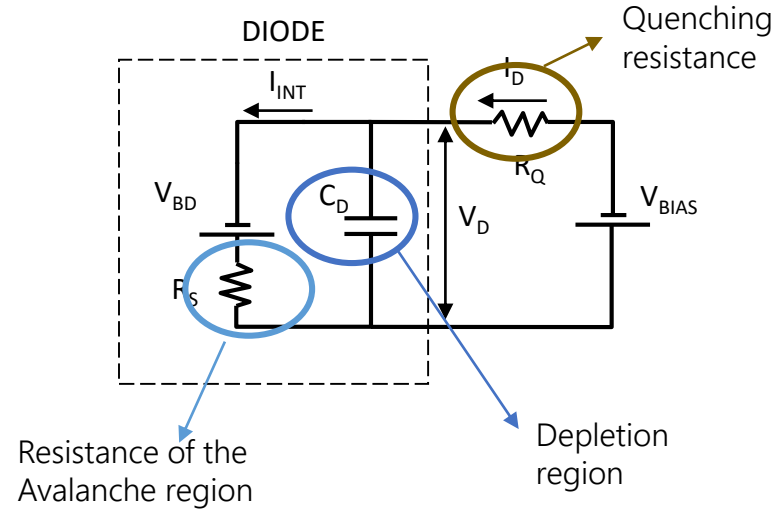 Quenching
resistance
DIODE
I_D
I_INT
R_Q
V_BD
C_D
V_D
V_BIAS
R_S
Resistance of the
Avalanche region
Depletion
region